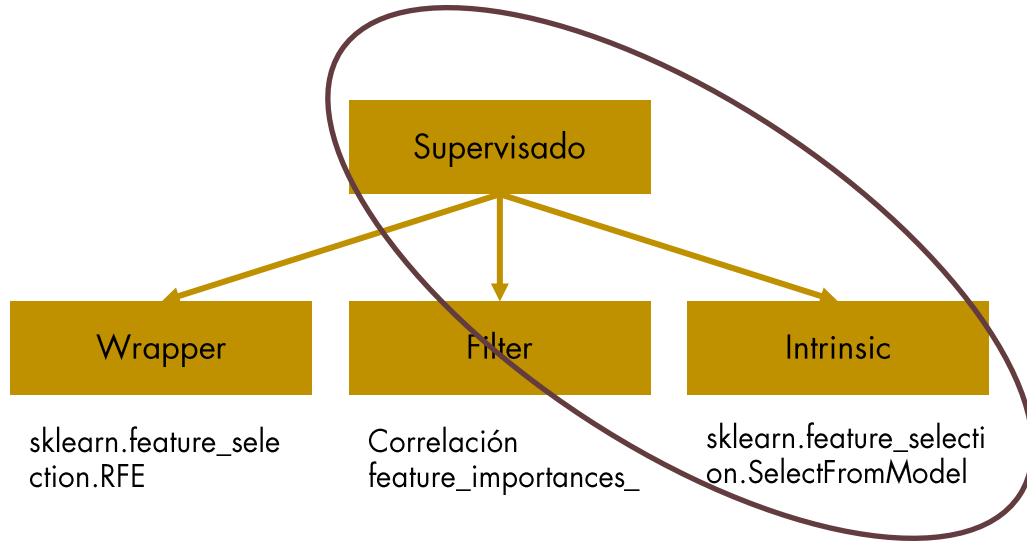 Supervisado
Wrapper
Filter
Intrinsic
sklearn.feature_sele
ction.RFE
Correlación
feature_importances_
sklearn.feature_selecti
on.SelectFromModel